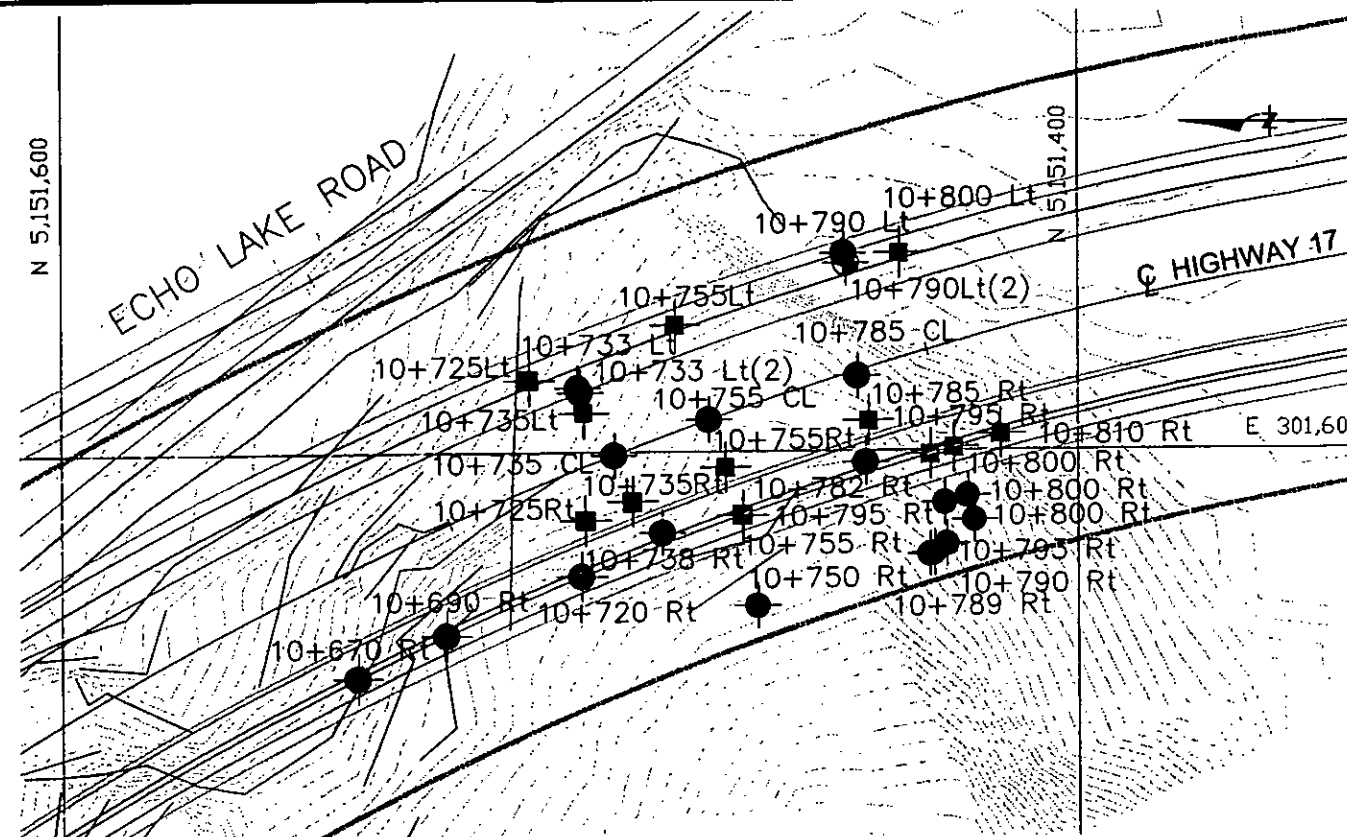 N 5,151,600
ECHO LAKE ROAD
N 5,151,400
10+800 Lt
10+790 Lt
℄ HIGHWAY 17
10+790Lt(2)
10+755Lt
10+785 CL
10+733 Lt
10+725Lt
10+733 Lt(2)
10+755 CL
10+785 Rt
10+735Lt
10+795 Rt
10+810 Rt
E 301,60
10+755Rt
10+735 CL
10+800 Rt
10+735Rt
10+782 Rt
10+800 Rt
10+725Rt
10+795 Rt
10+800 Rt
10+755 Rt
10+793 Rt
10+738 Rt
10+750 Rt
10+790 Rt
10+690 Rt
10+720 Rt
10+789 Rt
10+670 Rt